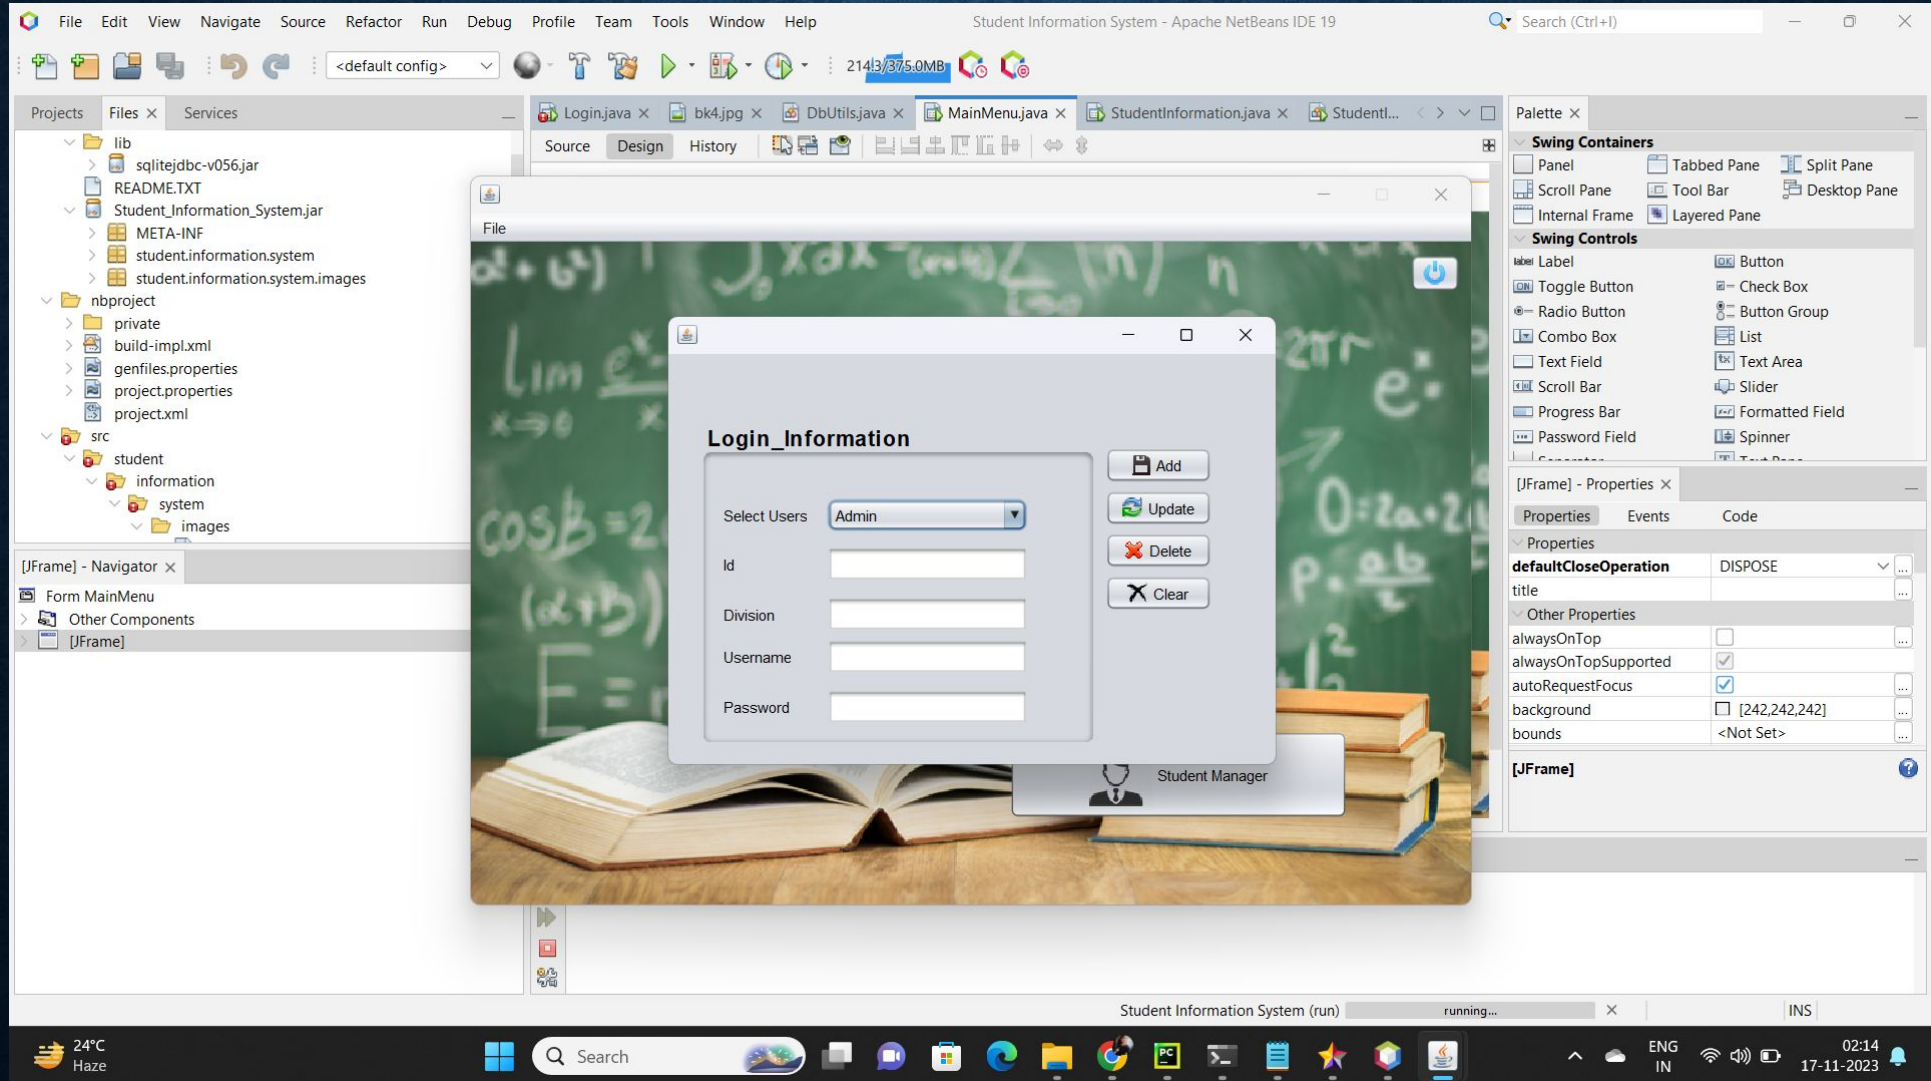 File Edit View Navigate Source Refactor Run Debug Profile Team Tools Window Help
Student Information System - Apache NetBeans IDE 19
Search (Ctrl+I)
<default config>
214.3/375.0MB
Projects Files Services
lib
sqlitejdbc-v056.jar
README.TXT
Student_Information_System.jar
META-INF
student.information.system
student.information.system.images
nbproject
private
build-impl.xml
genfiles.properties
project.properties
project.xml
src
student
information
system
images
[JFrame] - Navigator
Form MainMenu
Other Components
[JFrame]
Login.java bk4.jpg DbUtils.java MainMenu.java StudentInformation.java StudentI...
Source Design History
File
Login_Information
Select Users Admin
Id
Division
Username
Password
Add
Update
Delete
Clear
Student Manager
Palette
Swing Containers
Panel Tabbed Pane Split Pane
Scroll Pane Tool Bar Desktop Pane
Internal Frame Layered Pane
Swing Controls
label Label OK Button
ON Toggle Button Check Box
Radio Button Button Group
Combo Box List
Text Field Text Area
Scroll Bar Slider
Progress Bar Formatted Field
Password Field Spinner
[JFrame] - Properties
Properties Events Code
Properties
defaultCloseOperation DISPOSE
title
Other Properties
alwaysOnTop
alwaysOnTopSupported
autoRequestFocus
background [242,242,242]
bounds <Not Set>
[JFrame]
Student Information System (run) running...
INS
24°C
Haze
Search
ENG
IN
02:14
17-11-2023